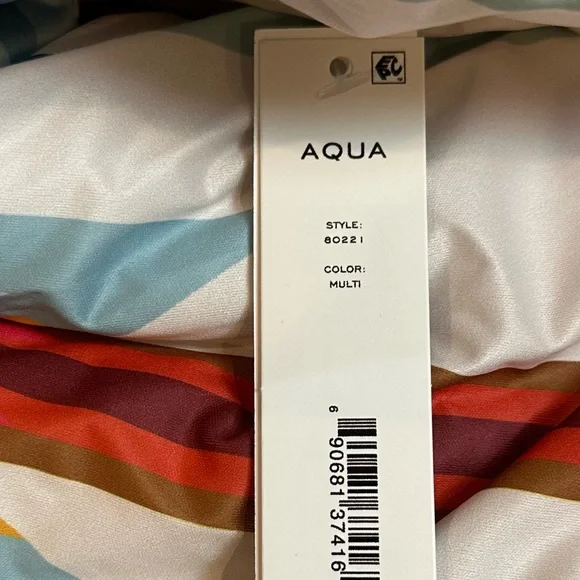 AQUA
STYLE:
80221
COLOR:
MULTI
6 90681 37416